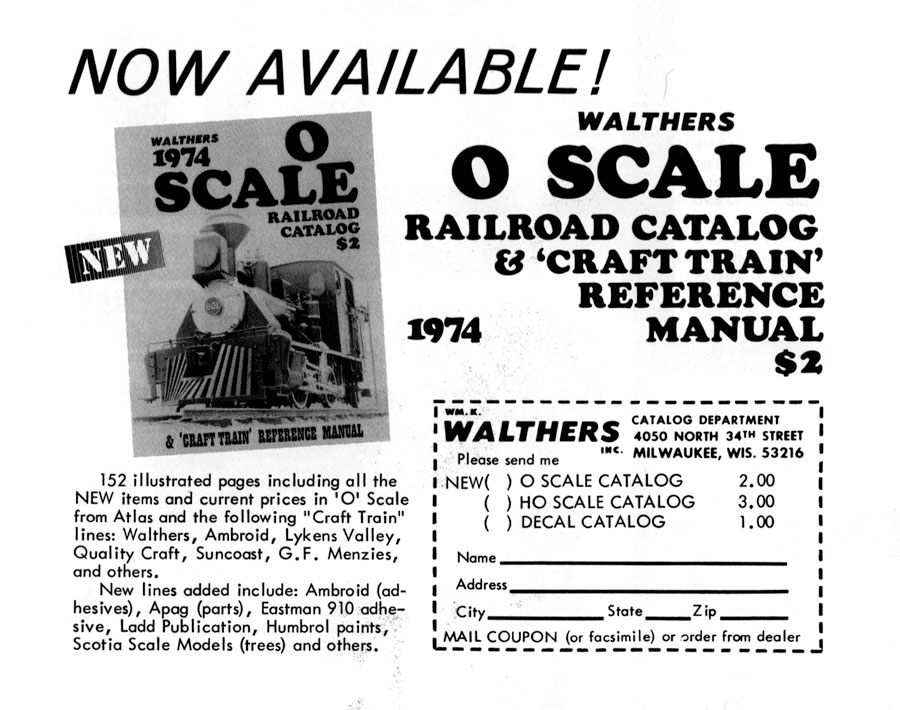 NOW AVAILABLE!
WALTHERS
1974
O
SCALE
RAILROAD
CATALOG
$2
NEW
601
& 'CRAFT TRAIN' REFERENCE MANUAL
WALTHERS
O SCALE
RAILROAD CATALOG
& 'CRAFT TRAIN'
REFERENCE
1974 MANUAL
$2
152 illustrated pages including all the
NEW items and current prices in 'O' Scale
from Atlas and the following "Craft Train"
lines: Walthers, Ambroid, Lykens Valley,
Quality Craft, Suncoast, G.F. Menzies,
and others.
New lines added include: Ambroid (ad-
hesives), Apag (parts), Eastman 910 adhe-
sive, Ladd Publication, Humbrol paints,
Scotia Scale Models (trees) and others.
WM. K.
WALTHERS
INC.
CATALOG DEPARTMENT
4050 NORTH 34TH STREET
MILWAUKEE, WIS. 53216
Please send me
NEW( ) O SCALE CATALOG 2.00
( ) HO SCALE CATALOG 3.00
( ) DECAL CATALOG 1.00
Name
Address
City State Zip
MAIL COUPON (or facsimile) or order from dealer